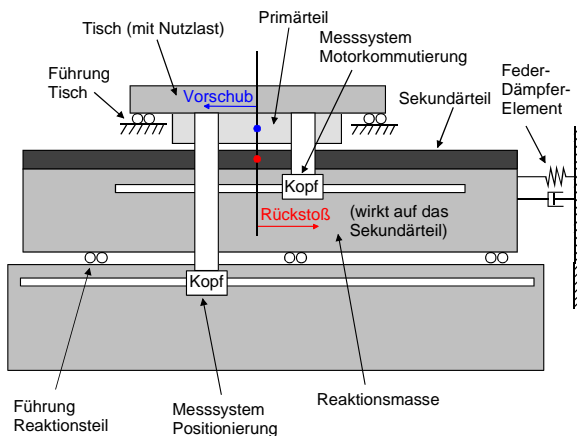 Tisch (mit Nutzlast)
Primärteil
Messsystem
Motorkommutierung
Führung
Tisch
Vorschub
Sekundärteil
Feder-
Dämpfer-
Element
Kopf
Rückstoß
(wirkt auf das
Sekundärteil)
Kopf
Führung
Reaktionsteil
Messsystem
Positionierung
Reaktionsmasse